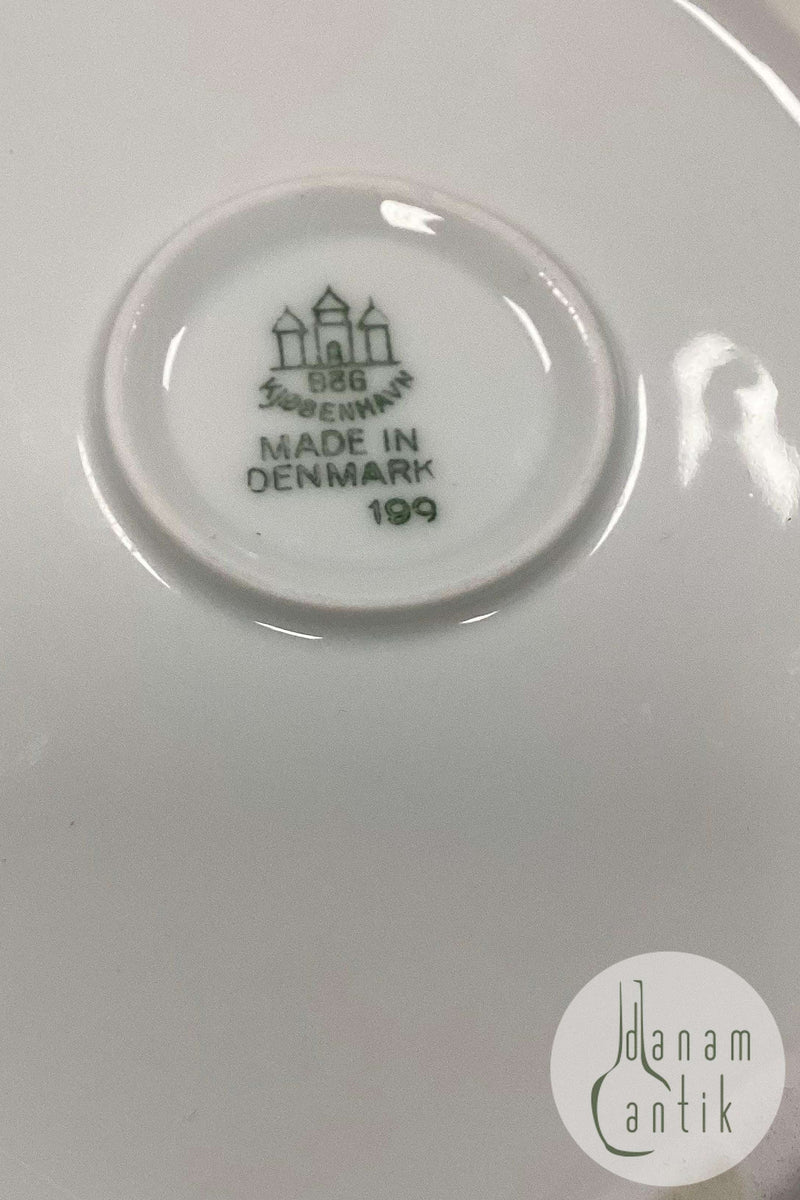 B&G
KJØBENHAVN
MADE IN
DENMARK
199
danam
antik